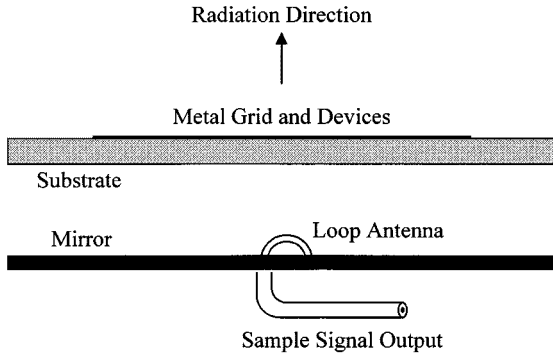 Radiation Direction
Metal Grid and Devices
Substrate
Mirror
Loop Antenna
Sample Signal Output